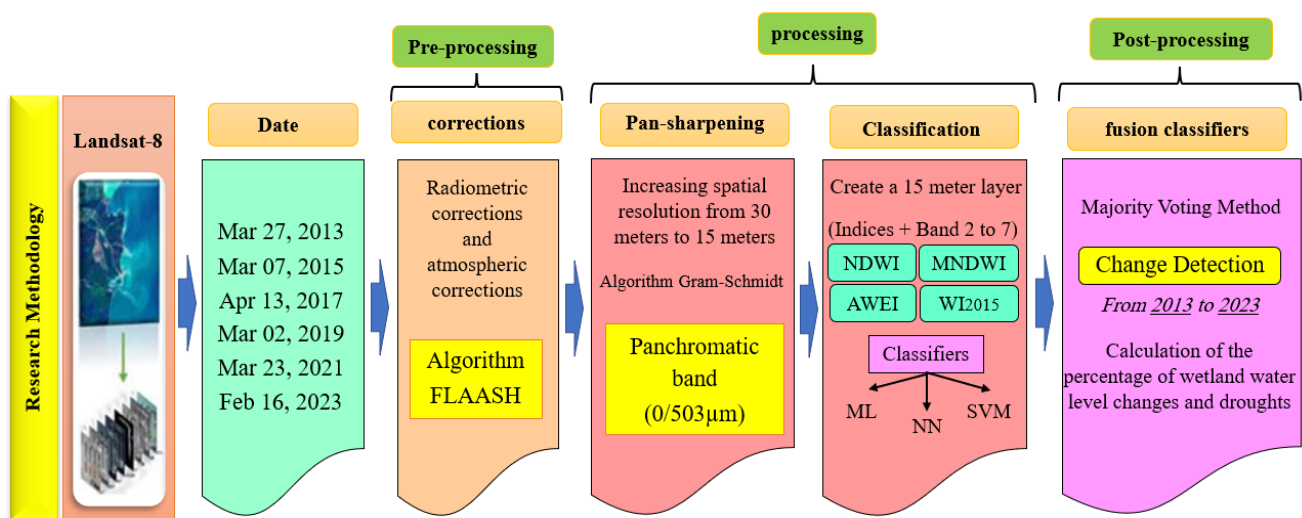 Research Methodology
Landsat-8
Date
Mar 27, 2013
Mar 07, 2015
Apr 13, 2017
Mar 02, 2019
Mar 23, 2021
Feb 16, 2023
Pre-processing
corrections
Radiometric
corrections
and
atmospheric
corrections
Algorithm
FLAASH
processing
Pan-sharpening
Increasing spatial
resolution from 30
meters to 15 meters
Algorithm Gram-Schmidt
Panchromatic
band
(0/503µm)
Classification
Create a 15 meter layer
(Indices + Band 2 to 7)
NDWI
MNDWI
AWEI
WI2015
Classifiers
ML
NN
SVM
Post-processing
fusion classifiers
Majority Voting Method
Change Detection
From 2013 to 2023
Calculation of the
percentage of wetland water
level changes and droughts